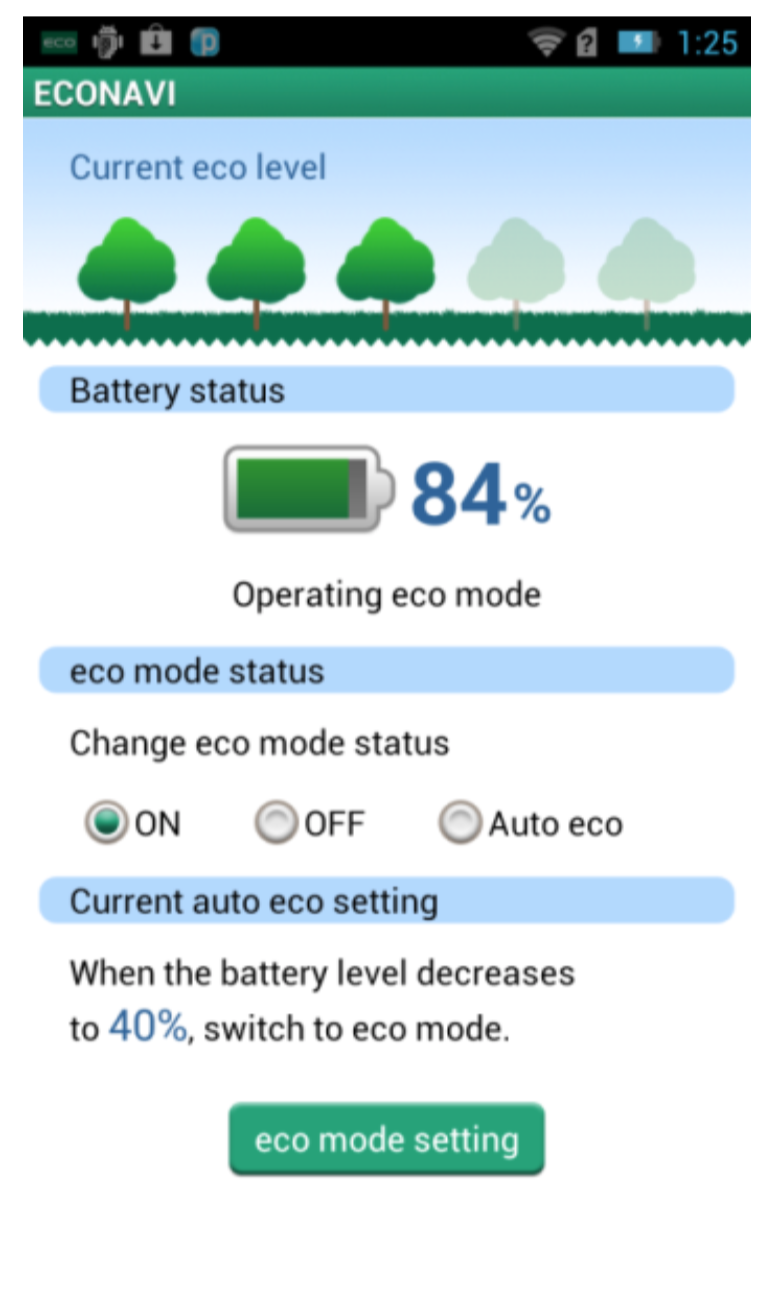 eco ? 1:25
ECONAVI
Current eco level
Battery status
84%
Operating eco mode
eco mode status
Change eco mode status
ON OFF Auto eco
Current auto eco setting
When the battery level decreases
to 40%, switch to eco mode.
eco mode setting